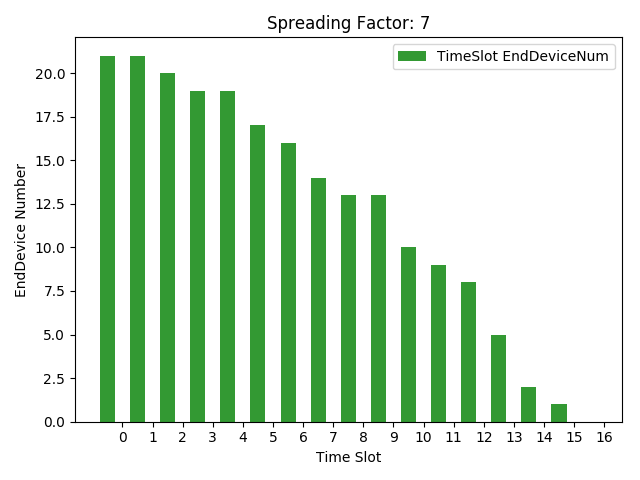 Spreading Factor: 7
TimeSlot EndDeviceNum
EndDevice Number
20.0
17.5
15.0
12.5
10.0
7.5
5.0
2.5
0.0
0 1 2 3 4 5 6 7 8 9 10 11 12 13 14 15 16
Time Slot